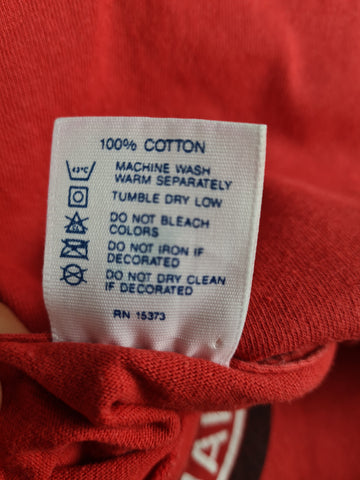 100% COTTON
43°C
MACHINE WASH
WARM SEPARATELY
TUMBLE DRY LOW
DO NOT BLEACH
COLORS
DO NOT IRON IF
DECORATED
DO NOT DRY CLEAN
IF DECORATED
RN 15373